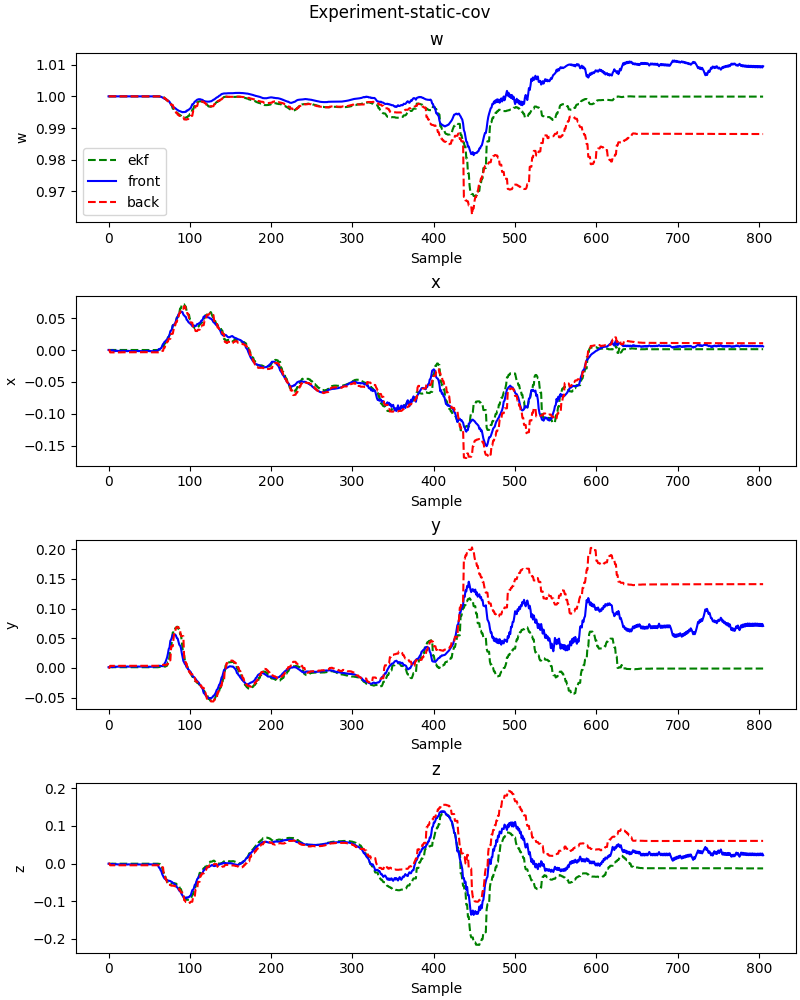 Experiment-static-cov
w
1.01
1.00
0.99
0.98
0.97
w
ekf
front
back
0 100 200 300 400 500 600 700 800
Sample
x
0.05
0.00
−0.05
−0.10
−0.15
x
0 100 200 300 400 500 600 700 800
Sample
y
0.20
0.15
0.10
0.05
0.00
−0.05
y
0 100 200 300 400 500 600 700 800
Sample
z
0.2
0.1
0.0
−0.1
−0.2
z
0 100 200 300 400 500 600 700 800
Sample